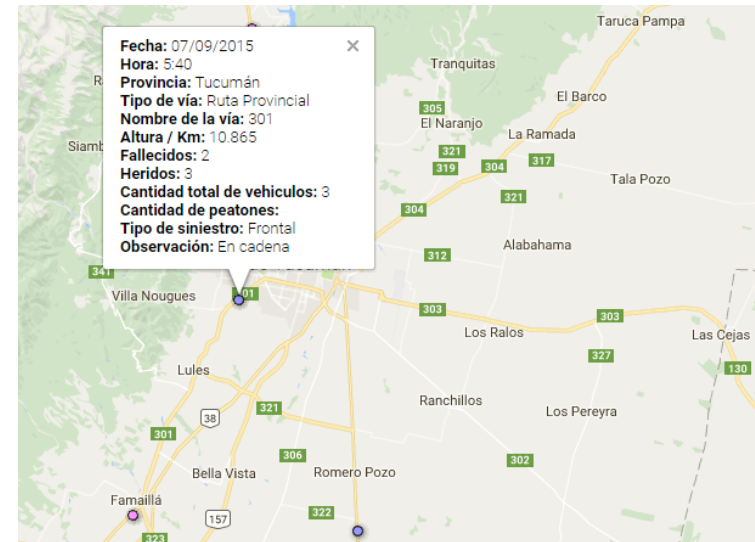 Taruca Pampa
Fecha: 07/09/2015
Hora: 5:40
Provincia: Tucumán
Tipo de vía: Ruta Provincial
Nombre de la vía: 301
Altura / Km: 10.865
Fallecidos: 2
Heridos: 3
Cantidad total de vehiculos: 3
Cantidad de peatones:
Tipo de siniestro: Frontal
Observación: En cadena
Tranquitas
El Barco
305
El Naranjo
La Ramada
321
319
304
317
Tala Pozo
321
304
Alabahama
312
341
Villa Nougues
303
303
Los Ralos
Las Cejas
327
130
Lules
Ranchillos
Los Pereyra
321
38
301
306
302
Bella Vista
Romero Pozo
Famaillá
157
322
323